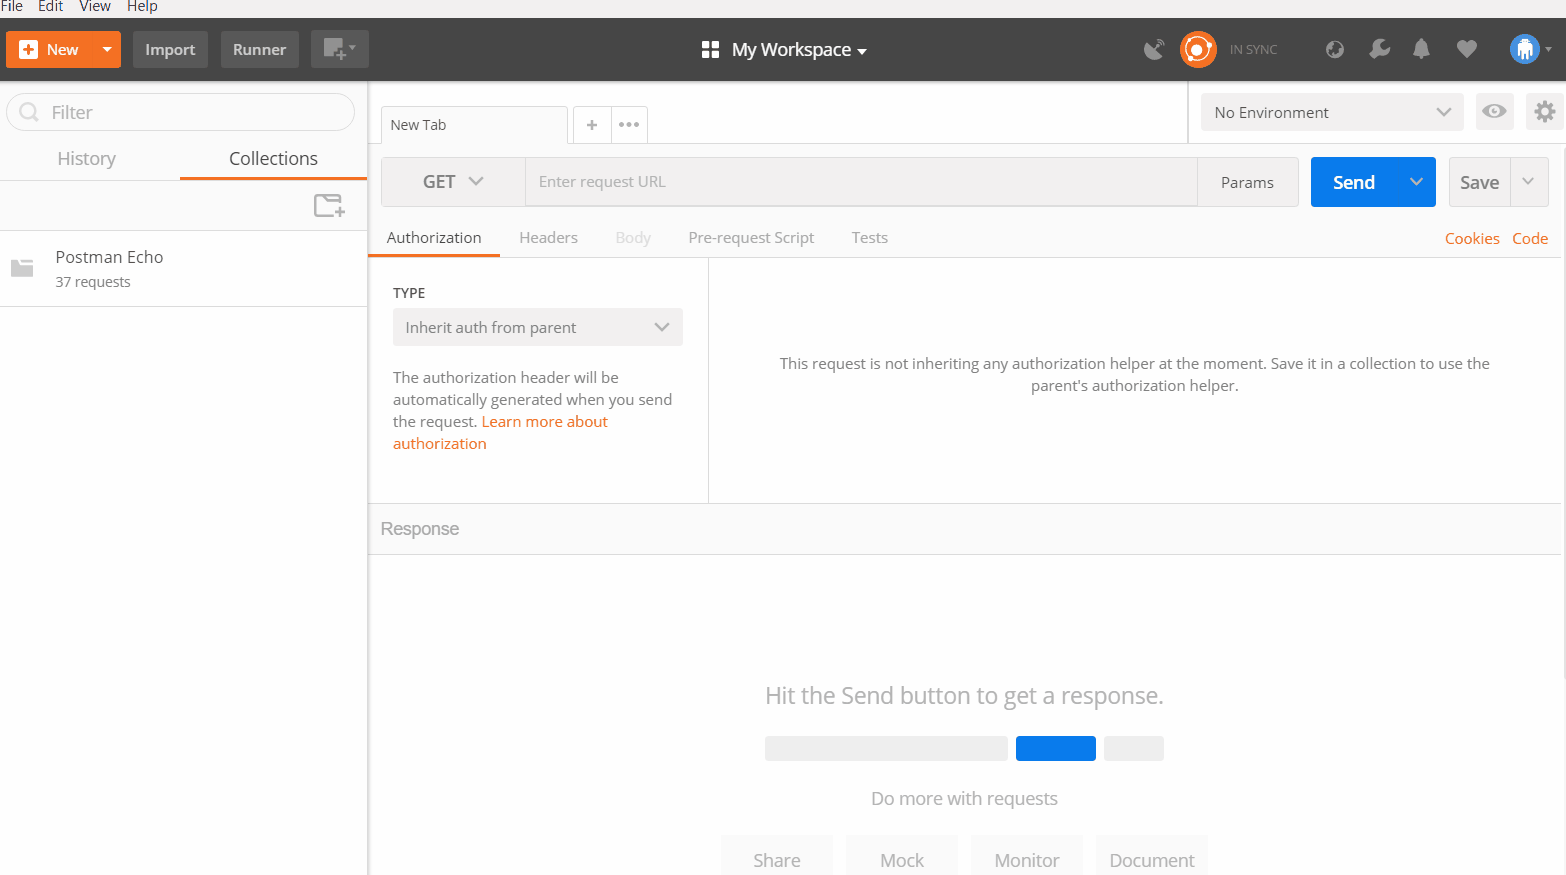 File Edit View Help
New Import Runner My Workspace IN SYNC
Filter
History Collections
Postman Echo
37 requests
New Tab + ••• No Environment
GET Enter request URL Params Send Save
Authorization Headers Body Pre-request Script Tests Cookies Code
TYPE
Inherit auth from parent
The authorization header will be
automatically generated when you send
the request. Learn more about
authorization
This request is not inheriting any authorization helper at the moment. Save it in a collection to use the
parent's authorization helper.
Response
Hit the Send button to get a response.
Do more with requests
Share Mock Monitor Document